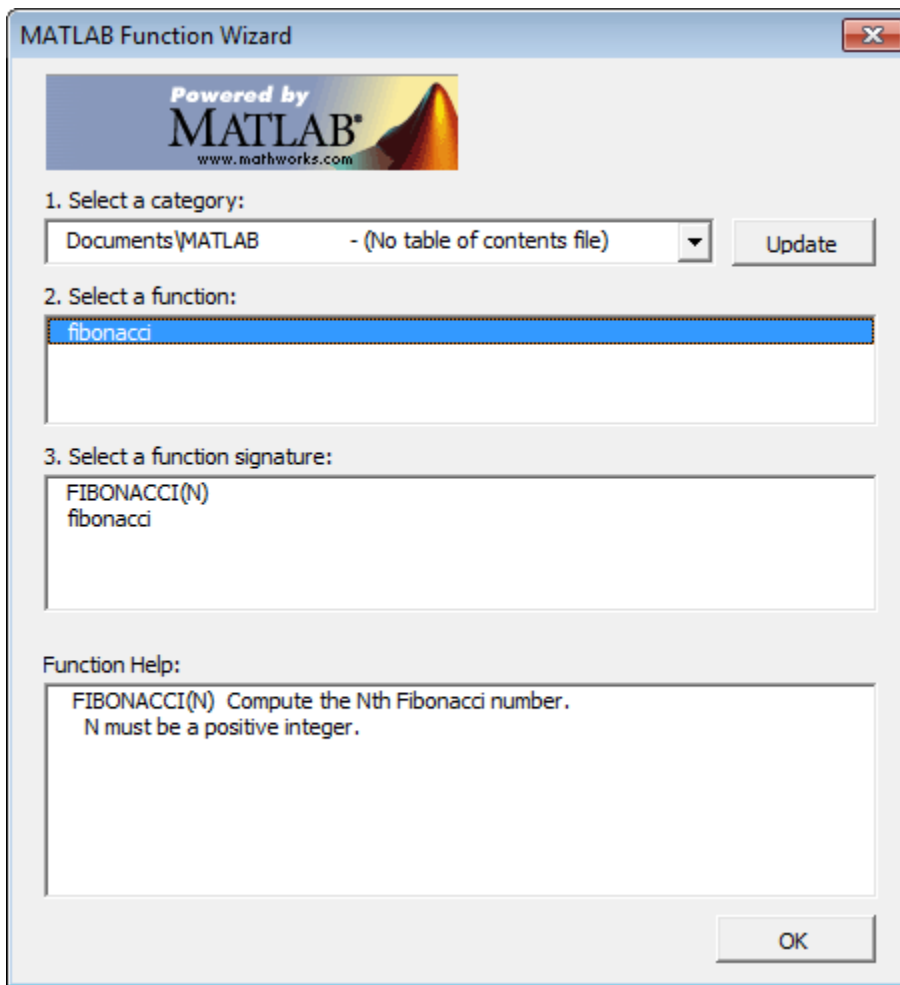 MATLAB Function Wizard
Powered by
MATLAB®
www.mathworks.com
1. Select a category:
Documents\MATLAB - (No table of contents file)
Update
2. Select a function:
fibonacci
3. Select a function signature:
FIBONACCI(N)
fibonacci
Function Help:
FIBONACCI(N) Compute the Nth Fibonacci number.
N must be a positive integer.
OK